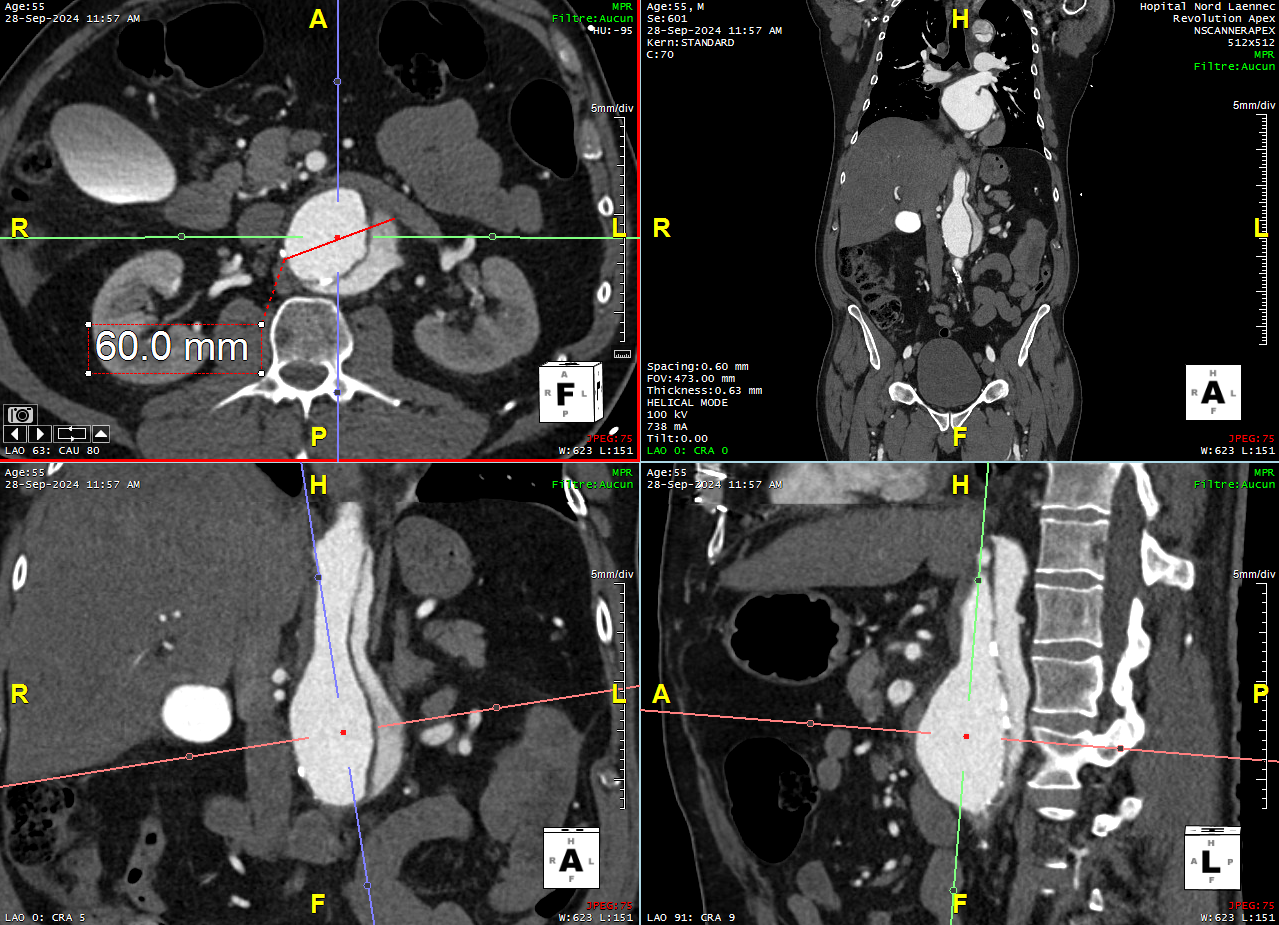 Age:55
28-Sep-2024 11:57 AM
A
MPR
Filtre:Aucun
HU:-95
5mm/div
R
L
60.0 mm
A
R F L
P
P
LAO 63: CAU 80
JPEG:75
W:623 L:151
Age:55, M
Se:601
28-Sep-2024 11:57 AM
Kern:STANDARD
C:70
H
Hopital Nord Laennec
Revolution Apex
NSCANNERAPEX
512x512
MPR
Filtre:Aucun
5mm/div
R
L
Spacing:0.60 mm
FOV:473.00 mm
Thickness:0.63 mm
HELICAL MODE
100 kV
738 mA
Tilt:0.00
LAO 0: CRA 0
H
R A L
F
F
JPEG:75
W:623 L:151
Age:55
28-Sep-2024 11:57 AM
H
MPR
Filtre:Aucun
5mm/div
R
L
H
R A L
F
F
LAO 0: CRA 5
JPEG:75
W:623 L:151
Age:55
28-Sep-2024 11:57 AM
H
MPR
Filtre:Aucun
5mm/div
A
P
H
A L P
F
F
LAO 91: CRA 9
JPEG:75
W:623 L:151